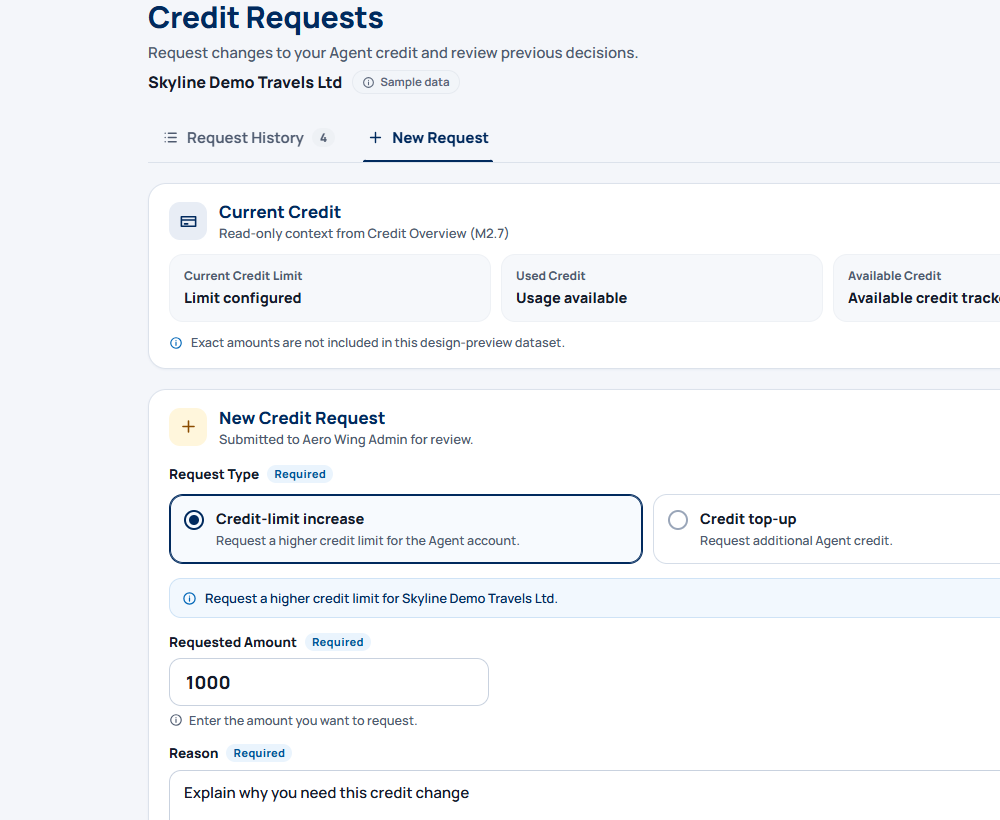 Credit Requests
Request changes to your Agent credit and review previous decisions.
Skyline Demo Travels Ltd Sample data
Request History 4 New Request
Current Credit
Read-only context from Credit Overview (M2.7)
Current Credit Limit Used Credit Available Credit
Limit configured Usage available Available credit
Exact amounts are not included in this design-preview dataset.
New Credit Request
Submitted to Aero Wing Admin for review.
Request Type Required
Credit-limit increase Credit top-up
Request a higher credit limit for the Agent account. Request additional Agent credit.
Request a higher credit limit for Skyline Demo Travels Ltd.
Requested Amount Required
1000
Enter the amount you want to request.
Reason Required
Explain why you need this credit change